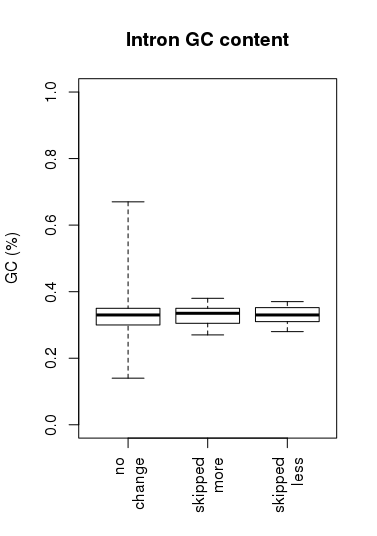 Intron GC content
GC (%)
1.0
0.8
0.6
0.4
0.2
0.0
no
change
skipped
more
skipped
less